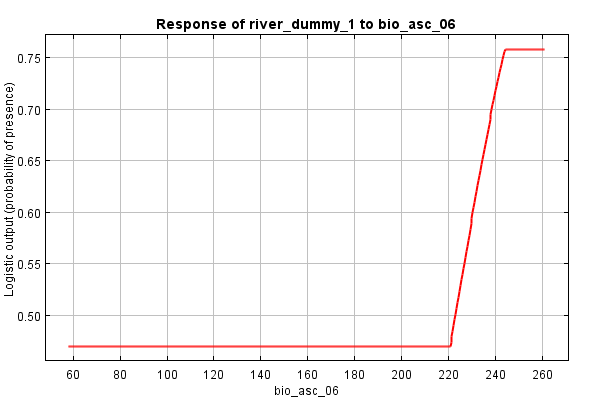 Response of river_dummy_1 to bio_asc_06
Logistic output (probability of presence)
0.75
0.70
0.65
0.60
0.55
0.50
60 80 100 120 140 160 180 200 220 240 260
bio_asc_06